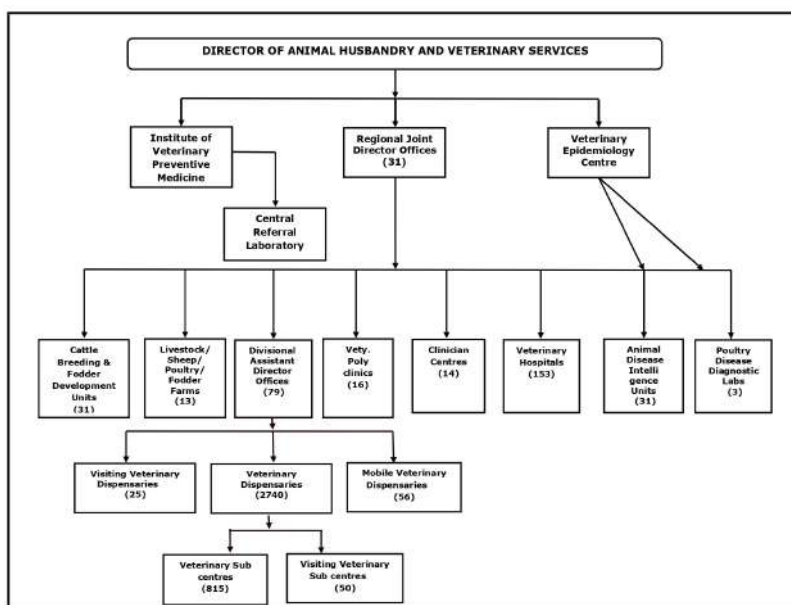 DIRECTOR OF ANIMAL HUSBANDRY AND VETERINARY SERVICES
Institute of
Veterinary
Preventive
Medicine
Regional Joint
Director Offices
(31)
Veterinary
Epidemiology
Centre
Central
Referral
Laboratory
Cattle
Breeding &
Fodder
Development
Units
(31)
Livestock/
Sheep/
Poultry/
Fodder
Farms
(13)
Divisional
Assistant
Director
Offices
(79)
Vety.
Poly
clinics
(16)
Clinician
Centres
(14)
Veterinary
Hospitals
(153)
Animal
Disease
Intelli
gence
Units
(31)
Poultry
Disease
Diagnostic
Labs
(3)
Visiting Veterinary
Dispensaries
(25)
Veterinary
Dispensaries
(2740)
Mobile Veterinary
Dispensaries
(56)
Veterinary Sub
centres
(815)
Visiting Veterinary
Sub centres
(50)